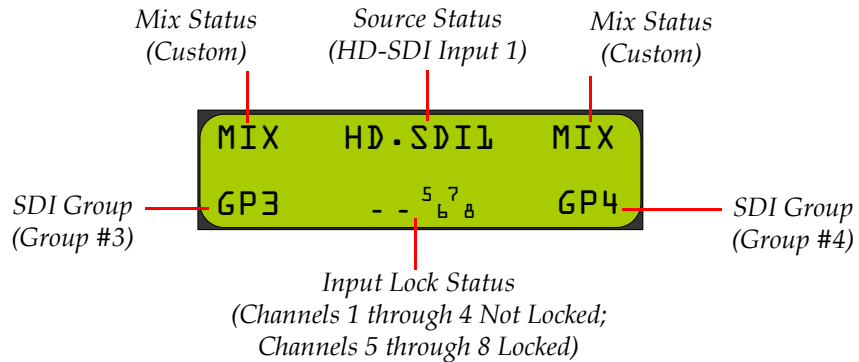 Mix Status
(Custom)
Source Status
(HD-SDI Input 1)
Mix Status
(Custom)
MIX HD.SDI1 MIX
GP3 - - 5 6 7 8 GP4
SDI Group
(Group #3)
SDI Group
(Group #4)
Input Lock Status
(Channels 1 through 4 Not Locked;
Channels 5 through 8 Locked)